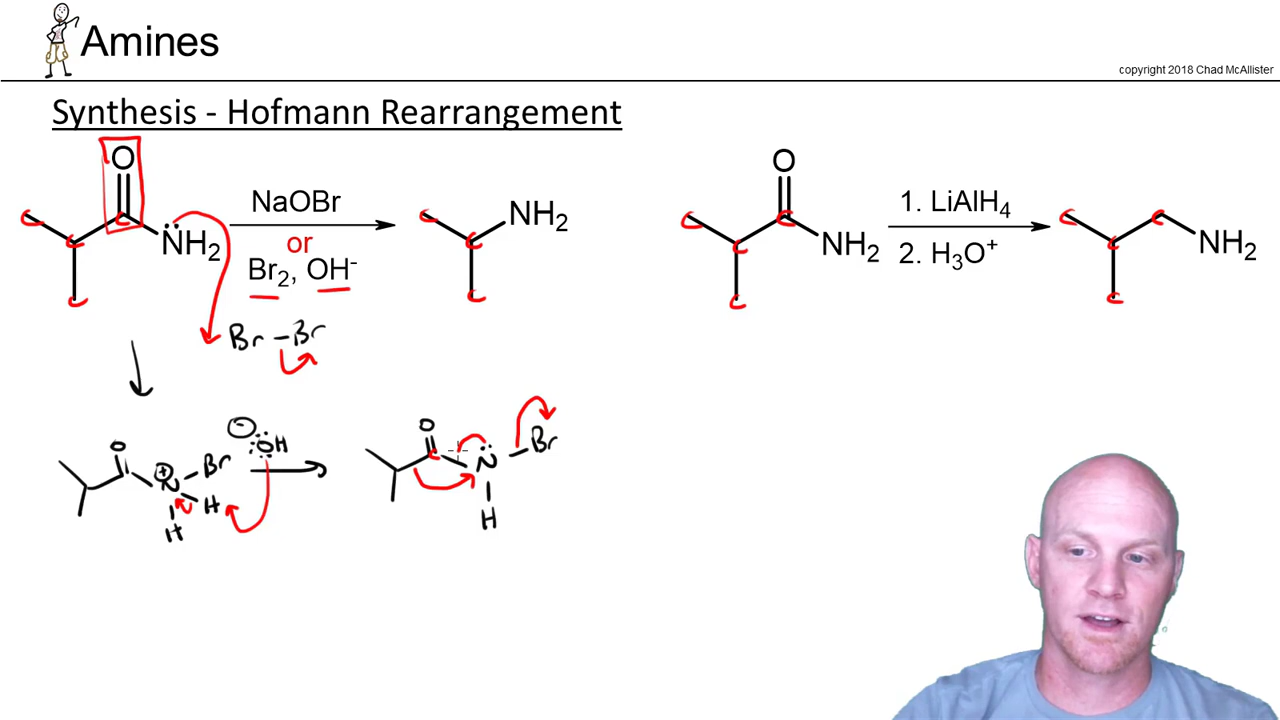 Amines
copyright 2018 Chad McAllister
Synthesis - Hofmann Rearrangement
O
NH2
NaOBr
or
Br2, OH-
NH2
Br - Br
O
NH2
1. LiAlH4
2. H3O+
NH2
O
N
Br
H
H
OH
O
N
Br
H